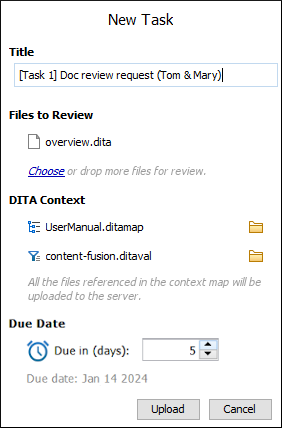 New Task
Title
[Task 1] Doc review request (Tom & Mary)
Files to Review
overview.dita
Choose or drop more files for review.
DITA Context
UserManual.ditamap
content-fusion.ditaval
All the files referenced in the context map will be
uploaded to the server.
Due Date
Due in (days): 5
Due date: Jan 14 2024
Upload Cancel